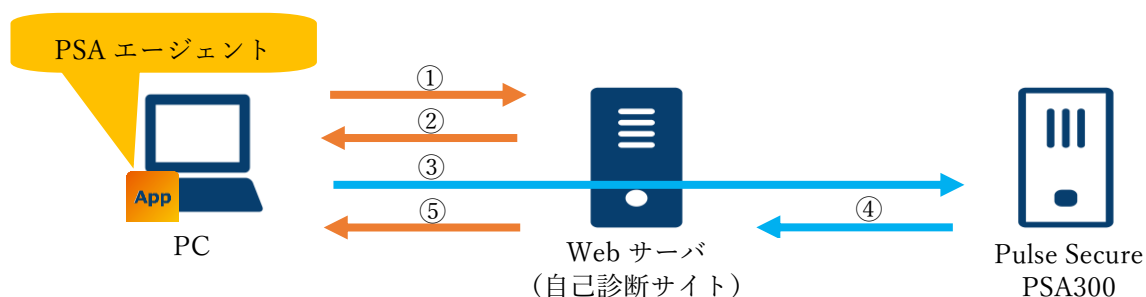 PSA エージェント
①
②
③
⑤
④
App
PC
Web サーバ
（自己診断サイト）
Pulse Secure
PSA300